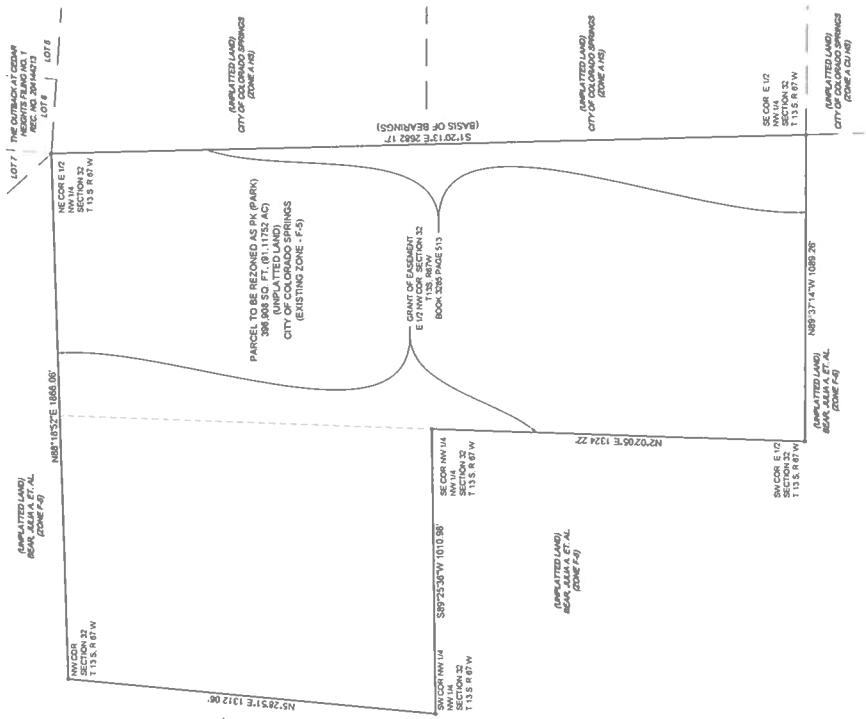 THE OUTBACK AT CEDAR
HEIGHTS FILING NO. 1
REC. NO. 204144213
LOT 7
LOT 6
LOT 5
(UNPLATTED LAND)
BEAR, JULIA A. ET. AL.
(ZONE F-5)
N88°18'52"E 1868.06'
NW COR
SECTION 32
T 13 S, R 67 W
NE COR E 1/2
NW 1/4
SECTION 32
T 13 S, R 67 W
(UNPLATTED LAND)
CITY OF COLORADO SPRINGS
(ZONE A HS)
PARCEL TO BE REZONED AS PK (PARK)
396,908 SQ. FT. (91.11752 AC)
(UNPLATTED LAND)
CITY OF COLORADO SPRINGS
(EXISTING ZONE - F-5)
S1°20'13"E 2682.17'
(BASIS OF BEARINGS)
GRANT OF EASEMENT
E 1/2 NW COR SECTION 32
T13S, R67W
BOOK 3285 PAGE 513
N5°28'51"E 1312.06'
SW COR NW 1/4
NW 1/4
SECTION 32
T 13 S, R 67 W
S89°25'36"W 1010.98'
SE COR NW 1/4
NW 1/4
SECTION 32
T 13 S, R 67 W
(UNPLATTED LAND)
CITY OF COLORADO SPRINGS
(ZONE A HS)
(UNPLATTED LAND)
BEAR, JULIA A. ET. AL.
(ZONE F-5)
N2°02'05"E 1324.22'
SW COR E 1/2
SECTION 32
T 13 S, R 67 W
(UNPLATTED LAND)
BEAR, JULIA A. ET. AL.
(ZONE F-5)
N89°37'14"W 1089.26'
SE COR E 1/2
NW 1/4
SECTION 32
T 13 S, R 67 W
(UNPLATTED LAND)
CITY OF COLORADO SPRINGS
(ZONE A CU HS)